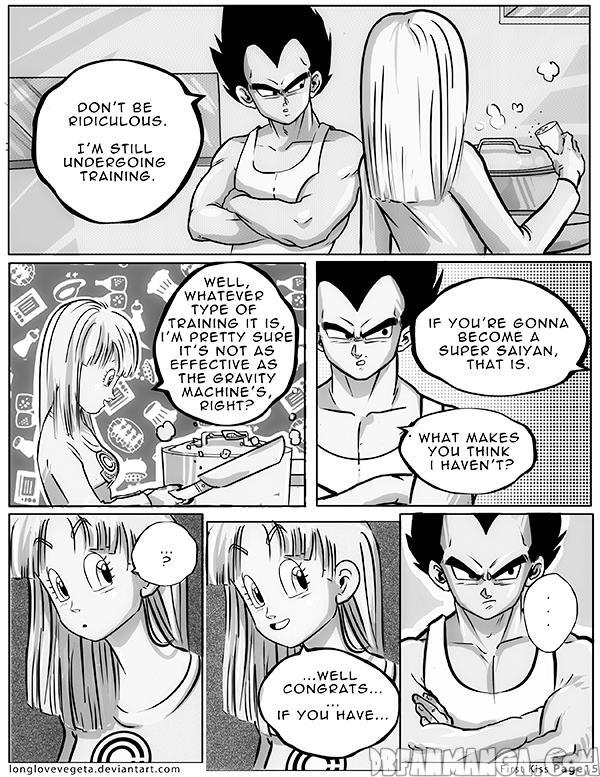 DON'T BE
RIDICULOUS.
I'M STILL
UNDERGOING
TRAINING.
WELL,
WHATEVER
TYPE OF
TRAINING IT IS,
I'M PRETTY SURE
IT'S NOT AS
EFFECTIVE AS
THE GRAVITY
MACHINE'S,
RIGHT?
IF YOU'RE GONNA
BECOME A
SUPER SAIYAN,
THAT IS.
WHAT MAKES
YOU THINK
I HAVEN'T?
...
?
...WELL
CONGRATS...
...
IF YOU HAVE...
...
longlovevegeta.deviantart.com
DBFANMANGA.COM
First Kiss Page15